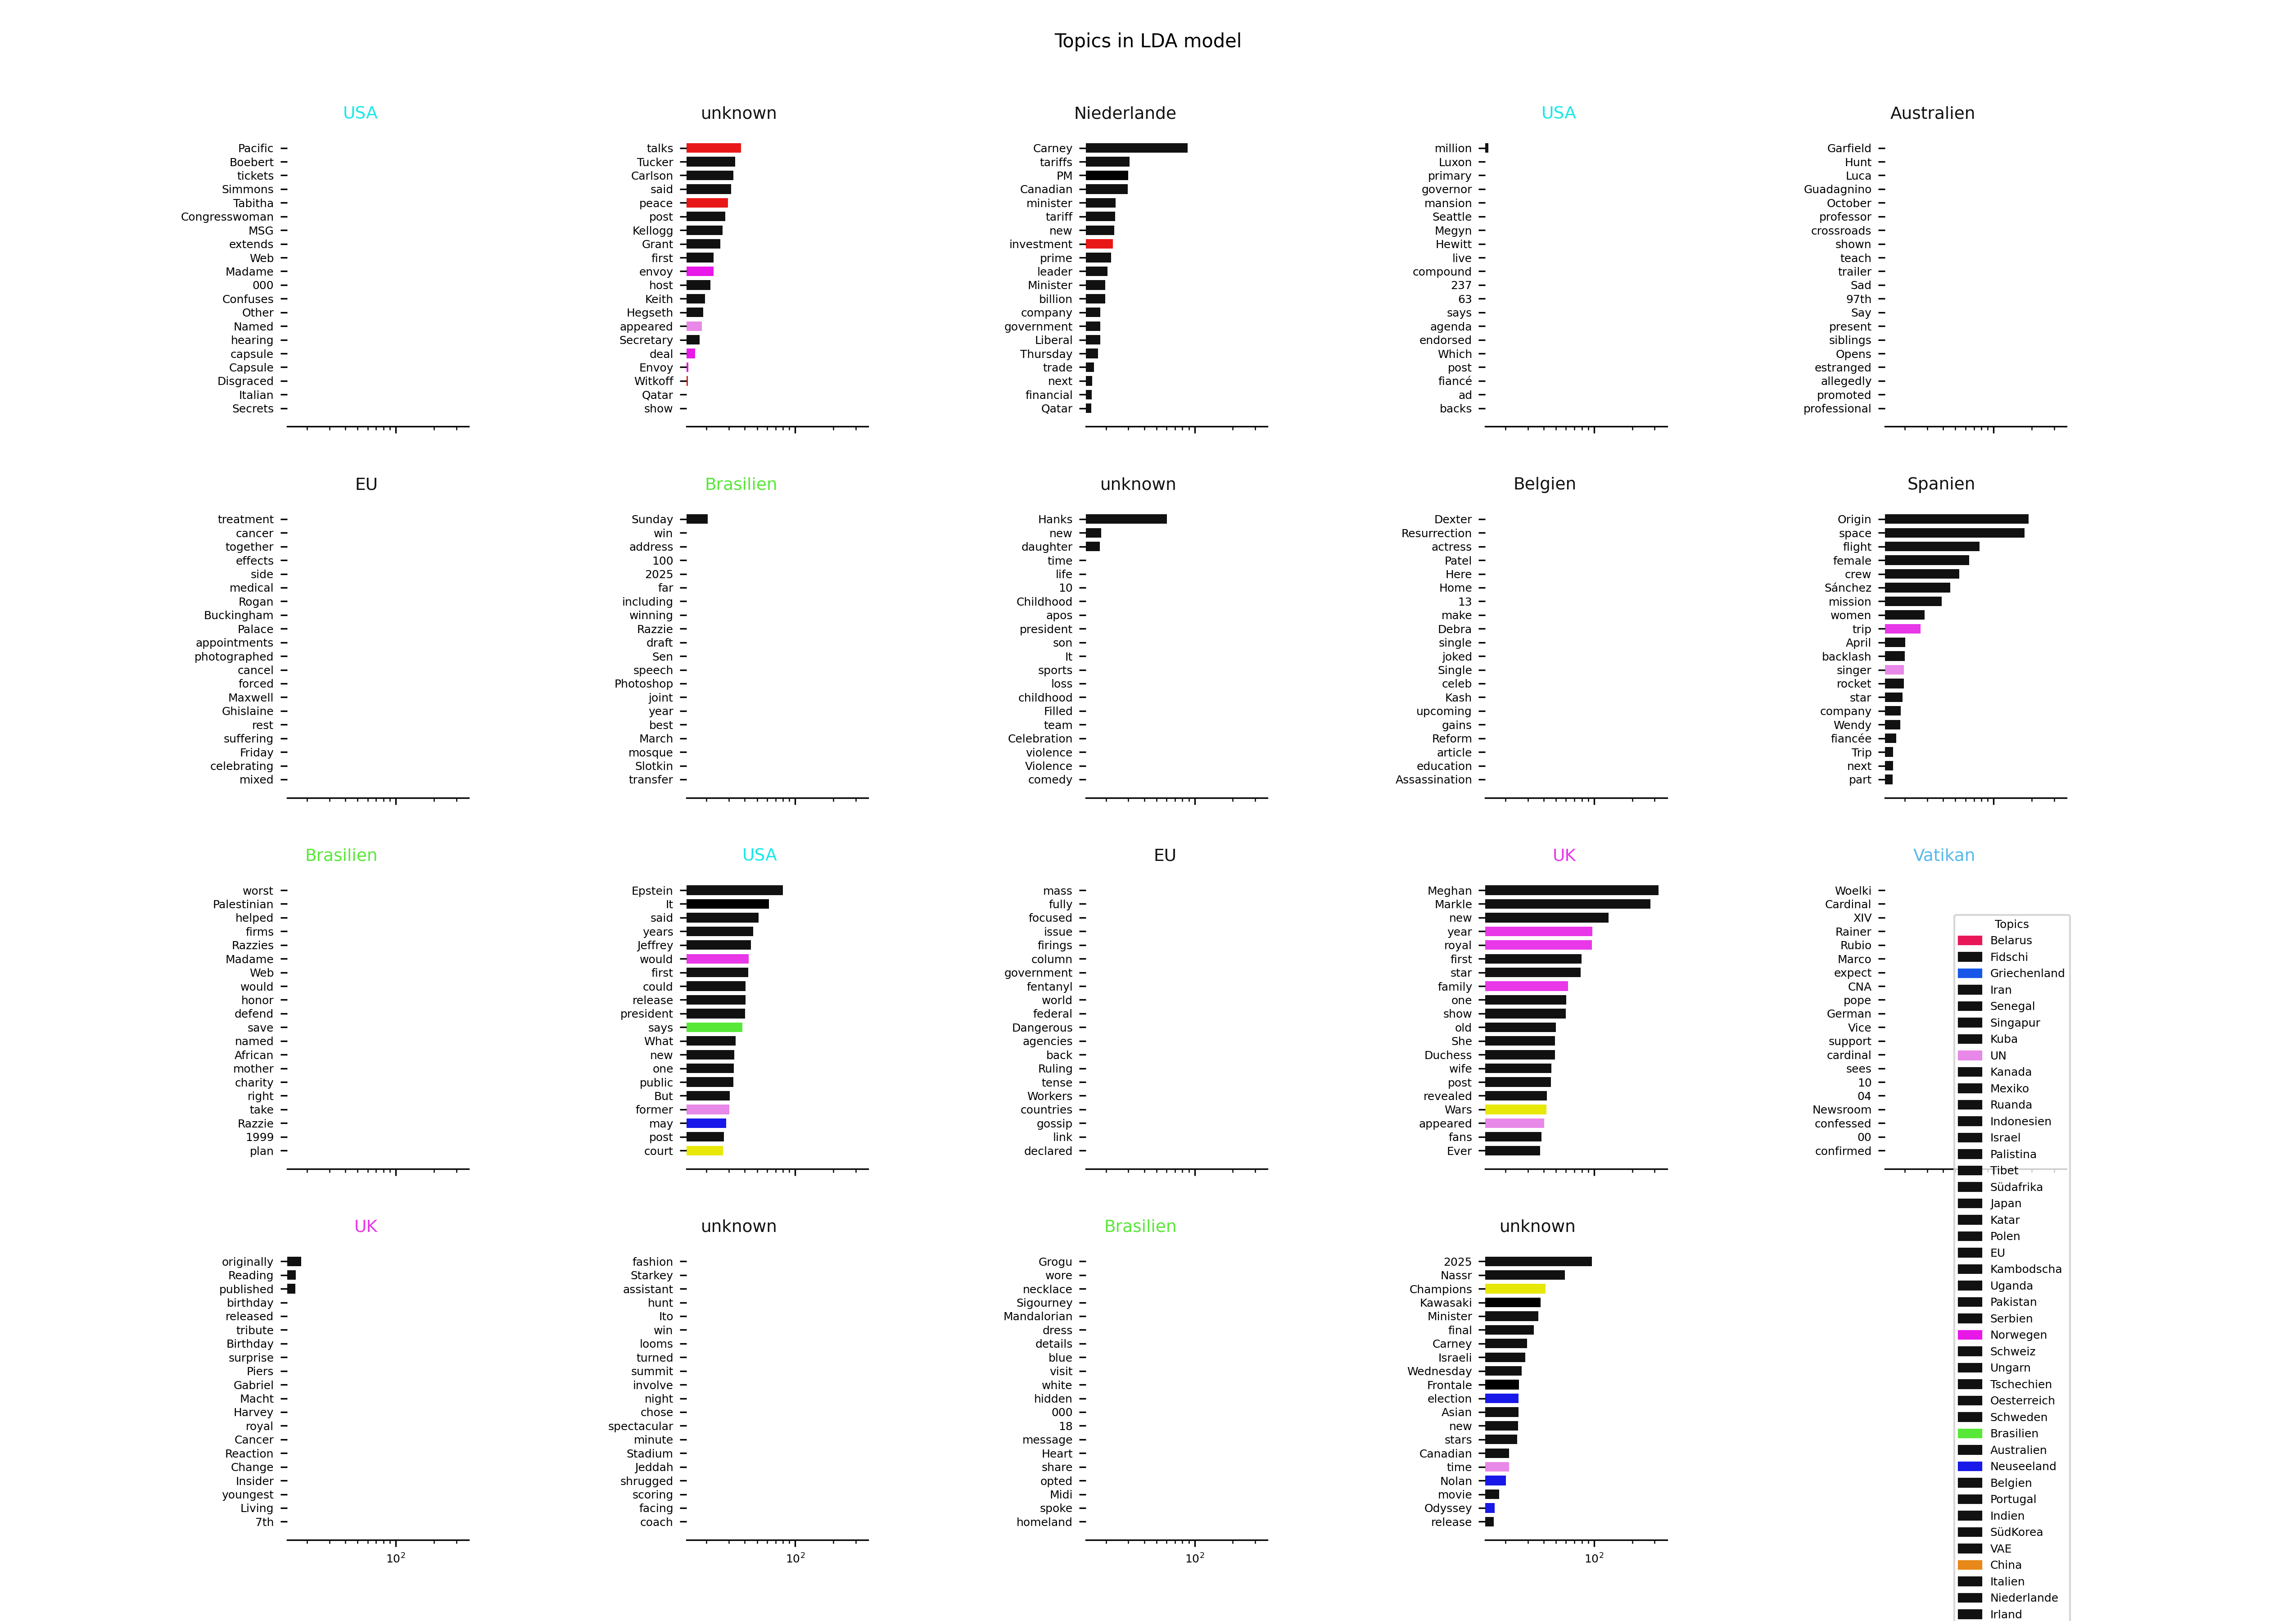 Topics in LDA model
USA
Pacific
Boebert
tickets
Simmons
Tabitha
Congresswoman
MSG
extends
Web
Madame
000
Confuses
Other
Named
hearing
capsule
Capsule
Disgraced
Italian
Secrets
unknown
talks
Tucker
Carlson
said
peace
post
Kellogg
Grant
first
envoy
host
Keith
Hegseth
appeared
Secretary
deal
Envoy
Witkoff
Qatar
show
Niederlande
Carney
tariffs
PM
Canadian
minister
tariff
new
investment
prime
leader
Minister
billion
company
government
Liberal
Thursday
trade
next
financial
Qatar
USA
million
Luxon
primary
governor
mansion
Seattle
Megyn
Hewitt
live
compound
237
63
says
agenda
endorsed
Which
post
fiancé
ad
backs
Australien
Garfield
Hunt
Luca
Guadagnino
October
professor
crossroads
shown
teach
trailer
Sad
97th
Say
present
siblings
Opens
estranged
allegedly
promoted
professional
EU
treatment
cancer
together
effects
side
medical
Rogan
Buckingham
Palace
appointments
photographed
cancel
forced
Maxwell
Ghislaine
rest
suffering
Friday
celebrating
mixed
Brasilien
Sunday
win
address
100
2025
far
including
winning
Razzie
draft
Sen
speech
Photoshop
joint
year
best
March
mosque
Slotkin
transfer
unknown
Hanks
new
daughter
time
life
10
Childhood
apos
president
son
It
sports
loss
childhood
Filled
team
Celebration
violence
Violence
comedy
Belgien
Dexter
Resurrection
actress
Patel
Here
Home
13
make
Debra
single
joked
Single
celeb
Kash
upcoming
gains
Reform
article
education
Assassination
Spanien
Origin
space
flight
female
crew
Sánchez
mission
women
trip
April
backlash
singer
rocket
star
company
Wendy
fiancée
Trip
next
part
Brasilien
worst
Palestinian
helped
firms
Razzies
Madame
Web
would
honor
defend
save
named
African
mother
charity
right
take
Razzie
1999
plan
USA
Epstein
It
said
years
Jeffrey
would
first
could
release
president
says
What
new
one
public
But
former
may
post
court
EU
mass
fully
focused
issue
firings
column
government
fentanyl
world
federal
Dangerous
agencies
back
Ruling
tense
Workers
countries
gossip
link
declared
UK
Meghan
Markle
new
year
royal
first
star
family
one
show
old
She
Duchess
wife
post
revealed
Wars
appeared
fans
Ever
Vatikan
Woelki
Cardinal
XIV
Rainer
Rubio
Marco
expect
CNA
pope
German
Vice
support
cardinal
sees
10
04
Newsroom
confessed
00
confirmed
UK
originally
Reading
published
birthday
released
tribute
Birthday
surprise
Piers
Gabriel
Macht
Harvey
royal
Cancer
Reaction
Change
Insider
youngest
Living
7th
10²
unknown
fashion
Starkey
assistant
hunt
Ito
win
looms
turned
summit
involve
night
chose
spectacular
minute
Stadium
Jeddah
shrugged
scoring
facing
coach
10²
Brasilien
Grogu
wore
necklace
Sigourney
Mandalorian
dress
details
blue
visit
white
hidden
000
18
message
Heart
share
opted
Midi
spoke
homeland
10²
unknown
2025
Nassr
Champions
Kawasaki
Minister
final
Carney
Israeli
Wednesday
Frontale
election
Asian
new
stars
Canadian
time
Nolan
movie
Odyssey
release
10²
Topics
Belarus
Fidschi
Griechenland
Iran
Senegal
Singapur
Kuba
UN
Kanada
Mexiko
Ruanda
Indonesien
Israel
Palistina
Tibet
Südafrika
Japan
Katar
Polen
EU
Kambodscha
Uganda
Pakistan
Serbien
Norwegen
Schweiz
Ungarn
Tschechien
Oesterreich
Schweden
Brasilien
Australien
Neuseeland
Belgien
Portugal
Indien
SüdKorea
VAE
China
Italien
Niederlande
Irland